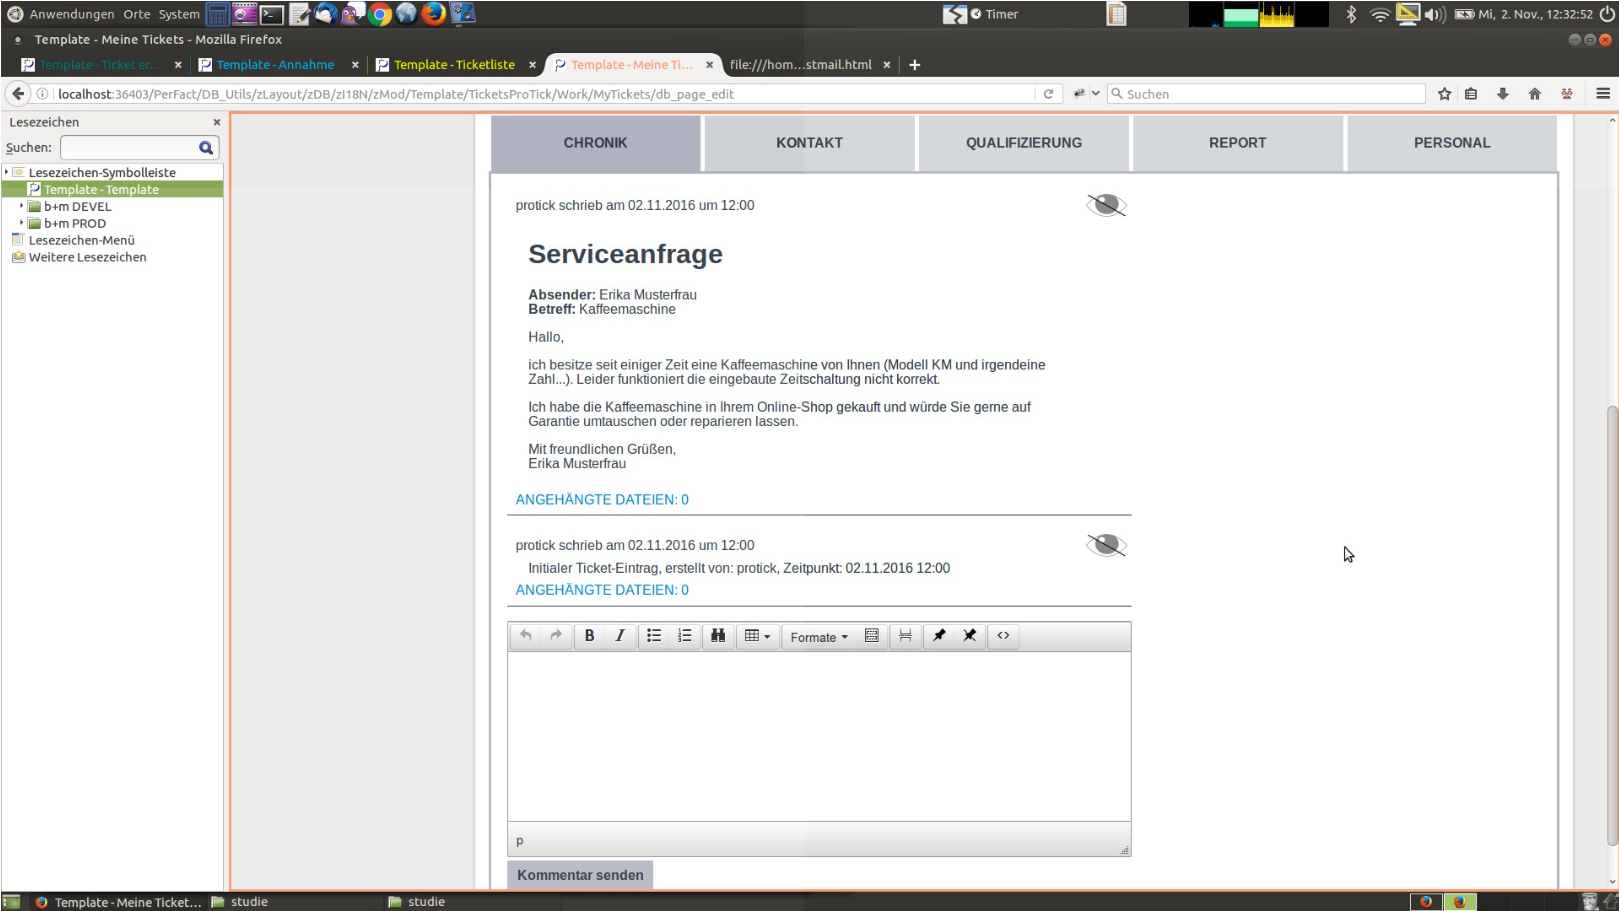 Anwendungen Orte System
Timer
Mi, 2. Nov., 12:32:52
Template - Meine Tickets - Mozilla Firefox
Template - Ticket er...
Template - Annahme
Template - Ticketliste
Template - Meine Ti...
file:///hom...stmail.html
localhost:36403/PerFact/DB_Utils/zLayout/zDB/zI18N/zMod/Template/TicketsProTick/Work/MyTickets/db_page_edit
Suchen
Lesezeichen
Suchen:
Lesezeichen-Symbolleiste
Template - Template
b+m DEVEL
b+m PROD
Lesezeichen-Menü
Weitere Lesezeichen
CHRONIK
KONTAKT
QUALIFIZIERUNG
REPORT
PERSONAL
protick schrieb am 02.11.2016 um 12:00
Serviceanfrage
Absender: Erika Musterfrau
Betreff: Kaffeemaschine
Hallo,
ich besitze seit einiger Zeit eine Kaffeemaschine von Ihnen (Modell KM und irgendeine
Zahl...). Leider funktioniert die eingebaute Zeitschaltung nicht korrekt.
Ich habe die Kaffeemaschine in Ihrem Online-Shop gekauft und würde Sie gerne auf
Garantie umtauschen oder reparieren lassen.
Mit freundlichen Grüßen,
Erika Musterfrau
ANGEHÄNGTE DATEIEN: 0
protick schrieb am 02.11.2016 um 12:00
Initialer Ticket-Eintrag, erstellt von: protick, Zeitpunkt: 02.11.2016 12:00
ANGEHÄNGTE DATEIEN: 0
B I
Formate
p
Kommentar senden
Template - Meine Ticket...
studie
studie